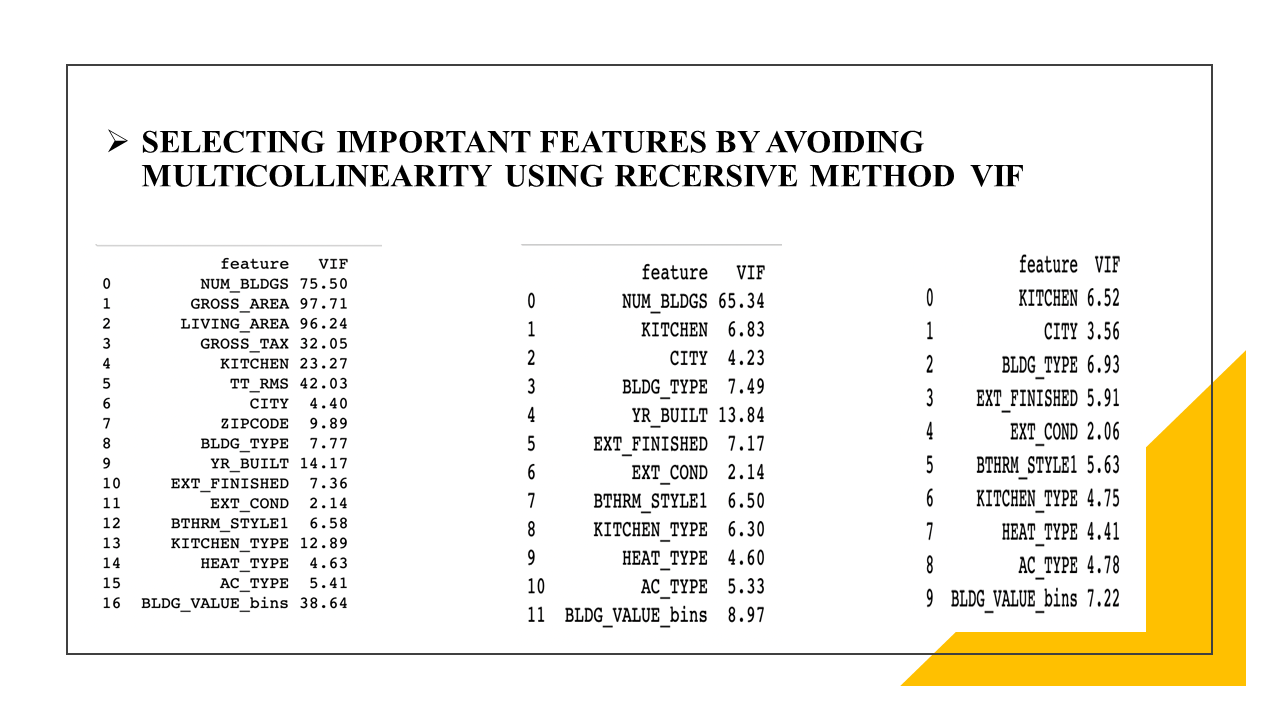 ➢ SELECTING IMPORTANT FEATURES BY AVOIDING
MULTICOLLINEARITY USING RECERSIVE METHOD VIF
feature VIF
0 NUM_BLDGS 75.50
1 GROSS_AREA 97.71
2 LIVING_AREA 96.24
3 GROSS_TAX 32.05
4 KITCHEN 23.27
5 TT_RMS 42.03
6 CITY 4.40
7 ZIPCODE 9.89
8 BLDG_TYPE 7.77
9 YR_BUILT 14.17
10 EXT_FINISHED 7.36
11 EXT_COND 2.14
12 BTHRM_STYLE1 6.58
13 KITCHEN_TYPE 12.89
14 HEAT_TYPE 4.63
15 AC_TYPE 5.41
16 BLDG_VALUE_bins 38.64
feature VIF
0 NUM_BLDGS 65.34
1 KITCHEN 6.83
2 CITY 4.23
3 BLDG_TYPE 7.49
4 YR_BUILT 13.84
5 EXT_FINISHED 7.17
6 EXT_COND 2.14
7 BTHRM_STYLE1 6.50
8 KITCHEN_TYPE 6.30
9 HEAT_TYPE 4.60
10 AC_TYPE 5.33
11 BLDG_VALUE_bins 8.97
feature VIF
0 KITCHEN 6.52
1 CITY 3.56
2 BLDG_TYPE 6.93
3 EXT_FINISHED 5.91
4 EXT_COND 2.06
5 BTHRM_STYLE1 5.63
6 KITCHEN_TYPE 4.75
7 HEAT_TYPE 4.41
8 AC_TYPE 4.78
9 BLDG_VALUE_bins 7.22